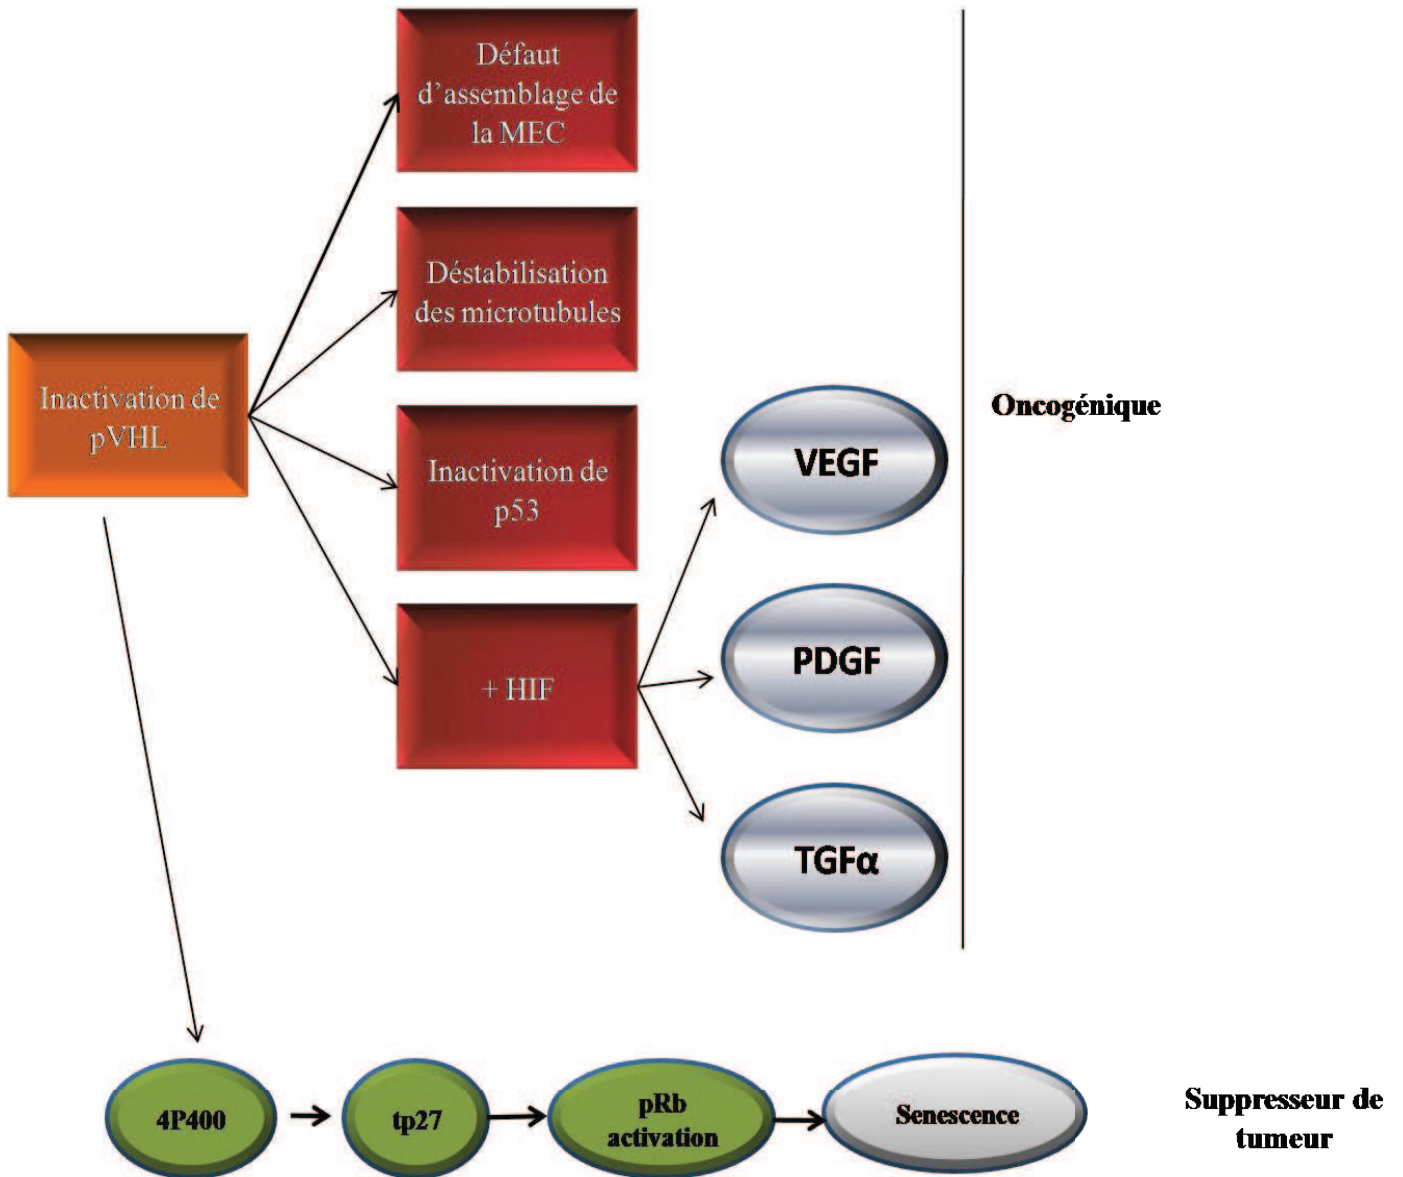 Défaut
d'assemblage de
la MEC
Déstabilisation
des microtubules
Inactivation de
pVHL
Inactivation de
p53
+ HIF
VEGF
PDGF
TGFα
Oncogénique
4P400
tp27
pRb
activation
Senescence
Suppresseur de
tumeur